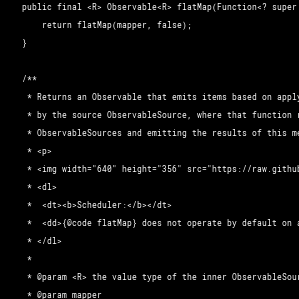 public final <R> Observable<R> flatMap(Function<? super
return flatMap(mapper, false);
}
/**
* Returns an Observable that emits items based on apply
* by the source ObservableSource, where that function
* ObservableSources and emitting the results of this me
* <p>
* <img width="640" height="356" src="https://raw.github
* <dl>
* <dt><b>Scheduler:</b></dt>
* <dd>{@code flatMap} does not operate by default on a
* </dl>
*
* @param <R> the value type of the inner ObservableSour
* @param mapper